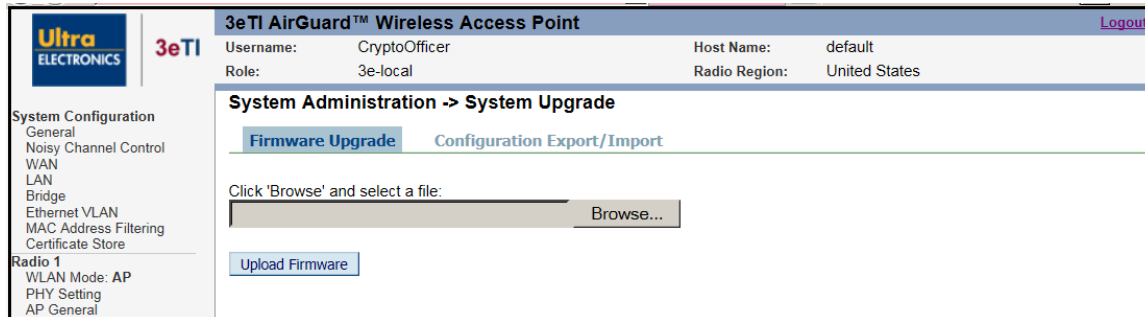 Ultra
ELECTRONICS
3eTI
3eTI AirGuard™ Wireless Access Point
Logout
Username: CryptoOfficer Host Name: default
Role: 3e-local Radio Region: United States
System Configuration
General
Noisy Channel Control
WAN
LAN
Bridge
Ethernet VLAN
MAC Address Filtering
Certificate Store
Radio 1
WLAN Mode: AP
PHY Setting
AP General
System Administration -> System Upgrade
Firmware Upgrade Configuration Export/Import
Click 'Browse' and select a file:
Browse...
Upload Firmware